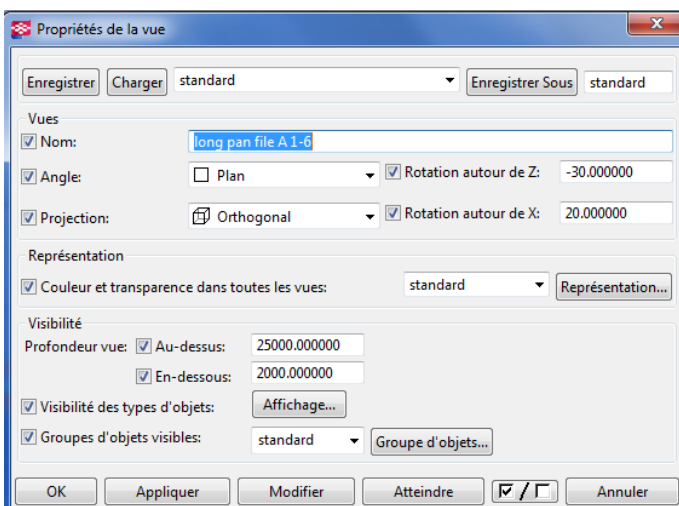 Propriétés de la vue
Enregistrer Charger standard Enregistrer Sous standard
Vues
Nom: long pan file A 1-6
Angle: Plan Rotation autour de Z: -30.000000
Projection: Orthogonal Rotation autour de X: 20.000000
Représentation
Couleur et transparence dans toutes les vues: standard Représentation...
Visibilité
Profondeur vue: Au-dessus: 25000.000000
En-dessous: 2000.000000
Visibilité des types d'objets: Affichage...
Groupes d'objets visibles: standard Groupe d'objets...
OK Appliquer Modifier Atteindre / Annuler